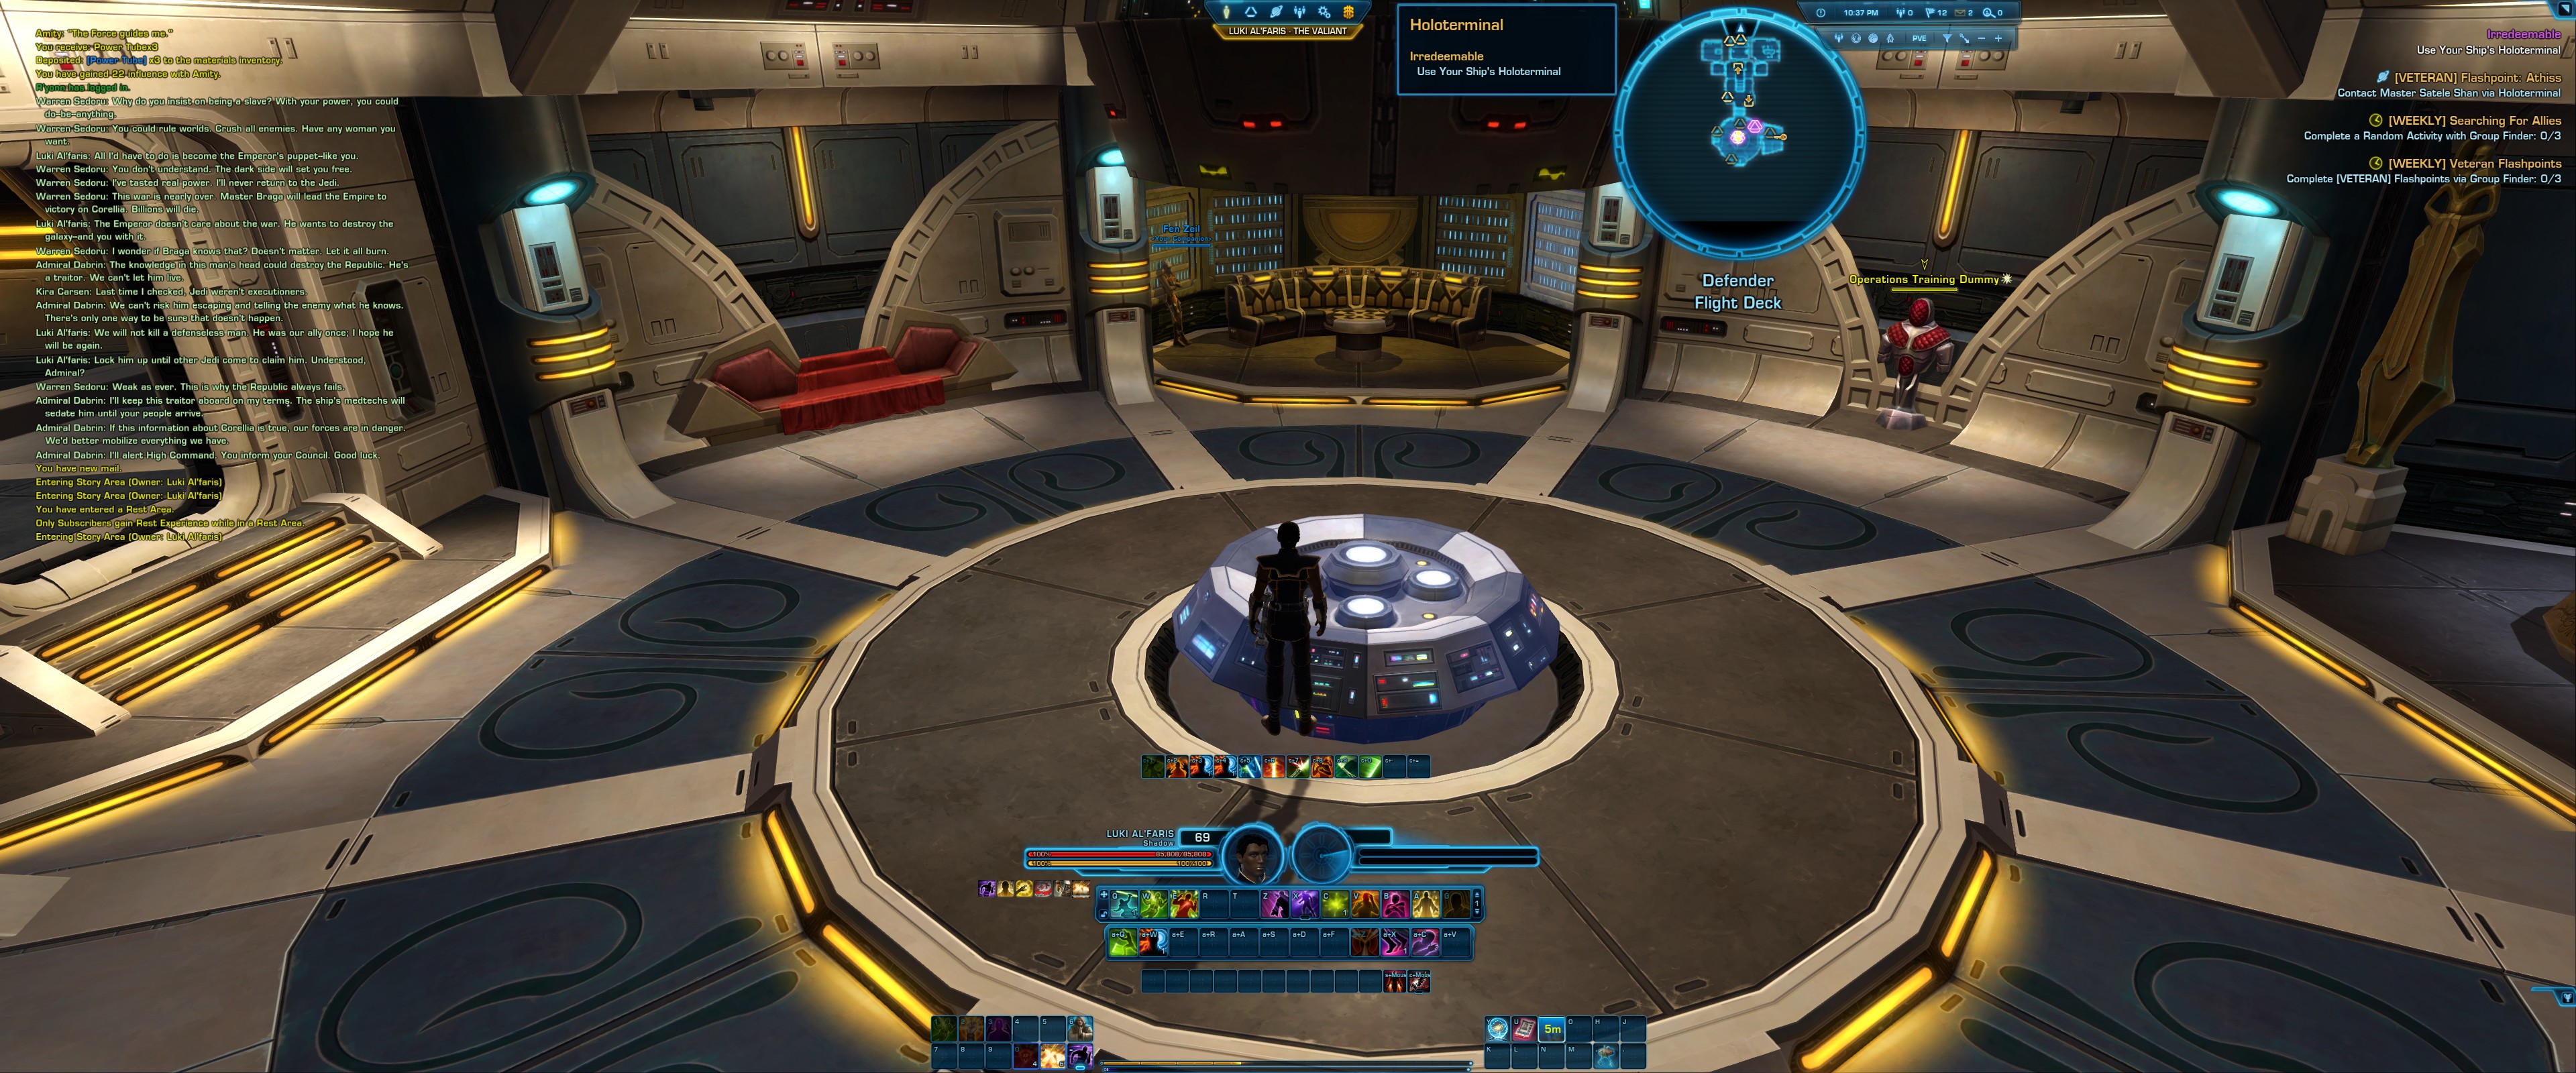 Amity: "The Force guides me."
You receive: Power Tubex3
Deposited: [Power Tube] x3 to the materials inventory.
You have gained 22 influence with Amity.
R'yonn has logged in.
Warren Sedoru: Why do you insist on being a slave? With your power, you could
do–be–anything.
Warren Sedoru: You could rule worlds. Crush all enemies. Have any woman you
want.
Luki Al'faris: All I'd have to do is become the Emperor's puppet–like you.
Warren Sedoru: You don't understand. The dark side will set you free.
Warren Sedoru: I've tasted real power. I'll never return to the Jedi.
Warren Sedoru: This war is nearly over. Master Braga will lead the Empire to
victory on Corellia. Billions will die.
Luki Al'faris: The Emperor doesn't care about the war. He wants to destroy the
galaxy–and you with it.
Warren Sedoru: I wonder if Braga knows that? Doesn't matter. Let it all burn.
Admiral Dabrin: The knowledge in this man's head could destroy the Republic. He's
a traitor. We can't let him live.
Kira Carsen: Last time I checked, Jedi weren't executioners.
Admiral Dabrin: We can't risk him escaping and telling the enemy what he knows.
There's only one way to be sure that doesn't happen.
Luki Al'faris: We will not kill a defenseless man. He was our ally once; I hope he
will be again.
Luki Al'faris: Lock him up until other Jedi come to claim him. Understood,
Admiral?
Warren Sedoru: Weak as ever. This is why the Republic always fails.
Admiral Dabrin: I'll keep this traitor aboard on my terms. The ship's medtechs will
sedate him until your people arrive.
Admiral Dabrin: If this information about Corellia is true, our forces are in danger.
We'd better mobilize everything we have.
Admiral Dabrin: I'll alert High Command. You inform your Council. Good luck.
You have new mail.
Entering Story Area (Owner: Luki Al'faris)
Entering Story Area (Owner: Luki Al'faris)
You have entered a Rest Area.
Only Subscribers gain Rest Experience while in a Rest Area.
Entering Story Area (Owner: Luki Al'faris)
LUKI AL'FARIS - THE VALIANT
Holoterminal
Irredeemable
Use Your Ship's Holoterminal
10:37 PM 0 12 2 0
PVE
Irredeemable
Use Your Ship's Holoterminal
[VETERAN] Flashpoint: Athiss
Contact Master Satele Shan via Holoterminal
[WEEKLY] Searching For Allies
Complete a Random Activity with Group Finder: 0/3
[WEEKLY] Veteran Flashpoints
Complete [VETERAN] Flashpoints via Group Finder: 0/3
Fen Zeil
Defender
Flight Deck
Operations Training Dummy
LUKI AL'FARIS 69
Shadow
100% 85,808/85,808
100% 100/100
R T Z C V B
a+Q a+W a+E a+R a+A a+S a+D a+F a+X a+C a+V
4 5
7 8 9
U 5m O H J
K L N M